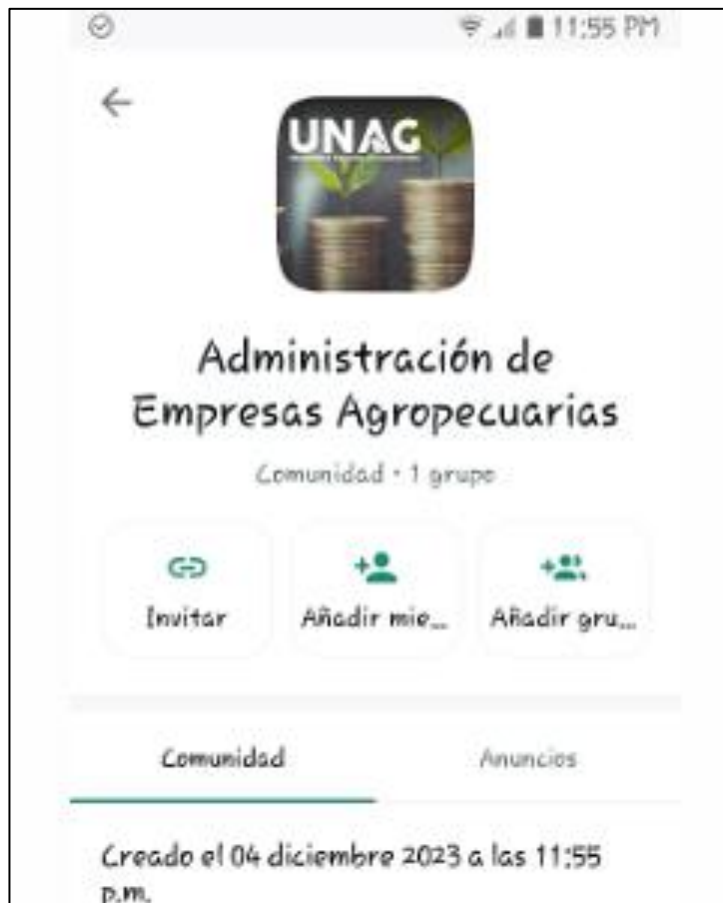 11:55 PM
UNAG
Administración de
Empresas Agropecuarias
Comunidad • 1 grupo
Invitar
Añadir mie...
Añadir gru...
Comunidad
Anuncios
Creado el 04 diciembre 2023 a las 11:55
p.m.